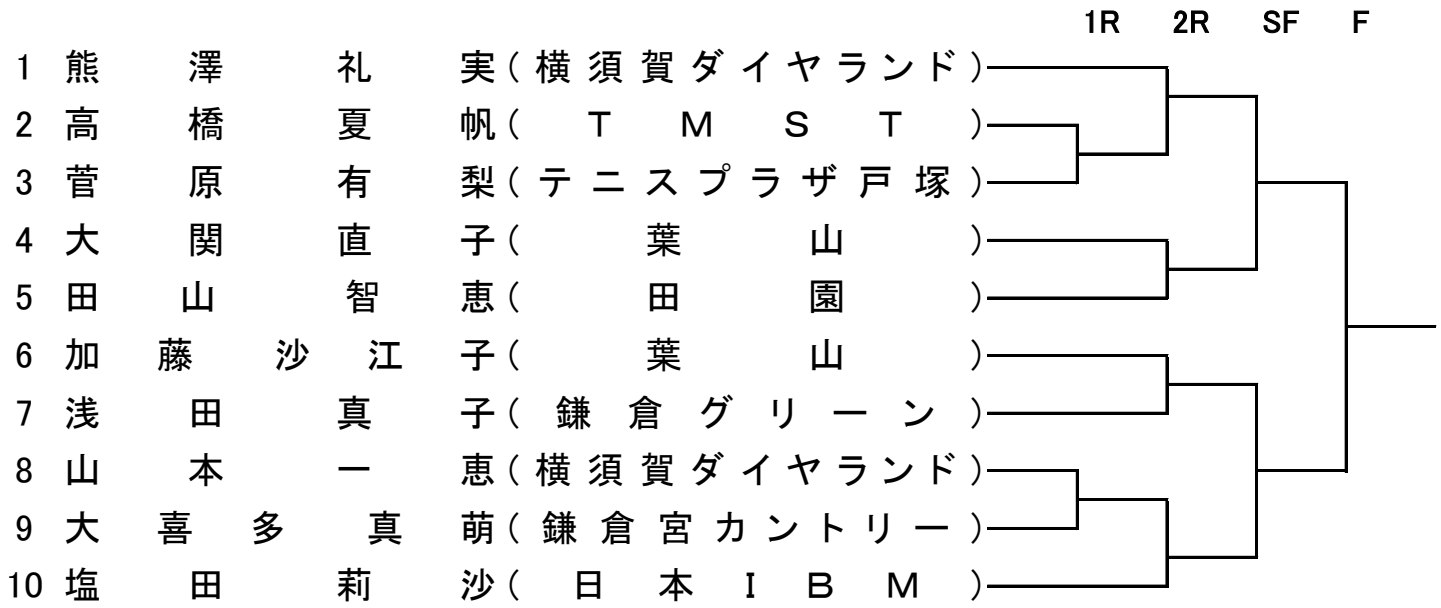 1R 2R SF F
1 熊澤礼実(横須賀ダイヤランド)
2 高橋夏帆(TMST)
3 菅原有梨(テニスプラザ戸塚)
4 大関直子(葉山)
5 田山智恵(田園)
6 加藤沙江子(葉山)
7 浅田真子(鎌倉グリーン)
8 山本一恵(横須賀ダイヤランド)
9 大喜多真萌(鎌倉宮カントリー)
10 塩田莉沙(日本IBM)